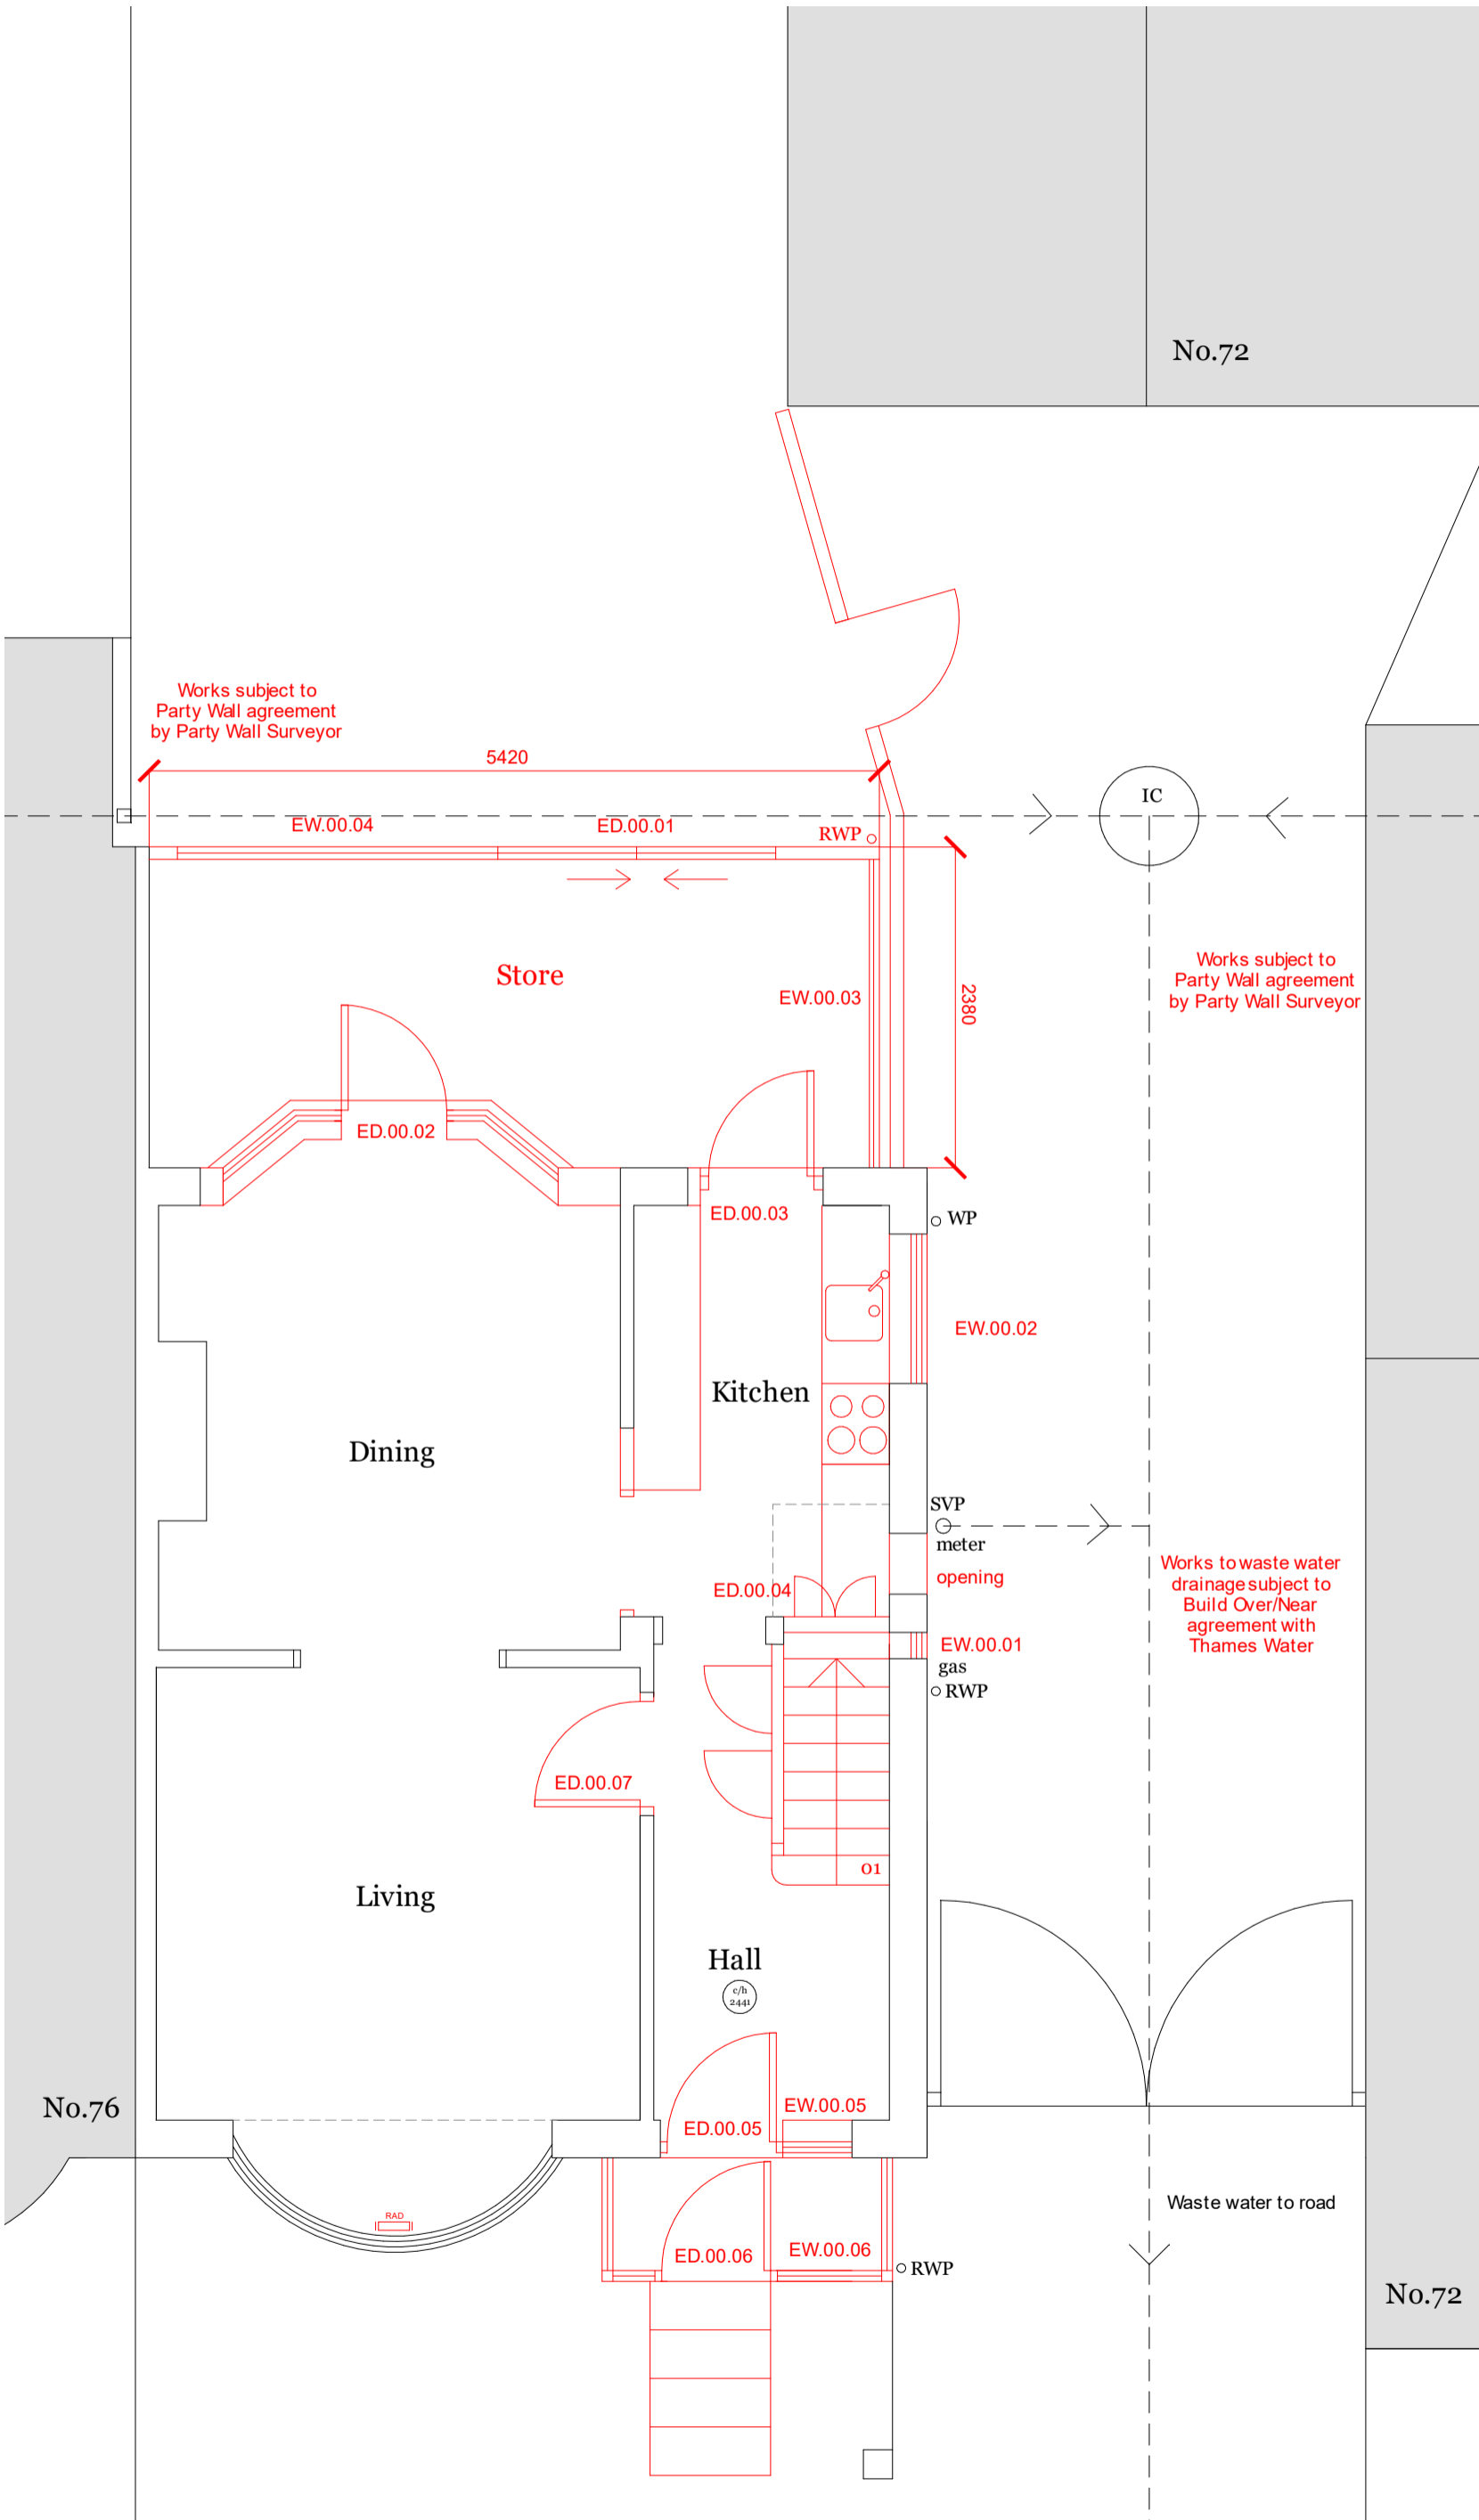 No.72
Works subject to
Party Wall agreement
by Party Wall Surveyor
5420
IC
EW.00.04
ED.00.01
RWP
Store
EW.00.03
2380
Works subject to
Party Wall agreement
by Party Wall Surveyor
ED.00.02
ED.00.03
WP
EW.00.02
Kitchen
Dining
SVP
meter
opening
ED.00.04
Works to waste water
drainage subject to
Build Over/Near
agreement with
Thames Water
EW.00.01
gas
RWP
ED.00.07
01
Living
Hall
c/h
2441
No.76
EW.00.05
ED.00.05
Waste water to road
RAD
ED.00.06
EW.00.06
RWP
No.72